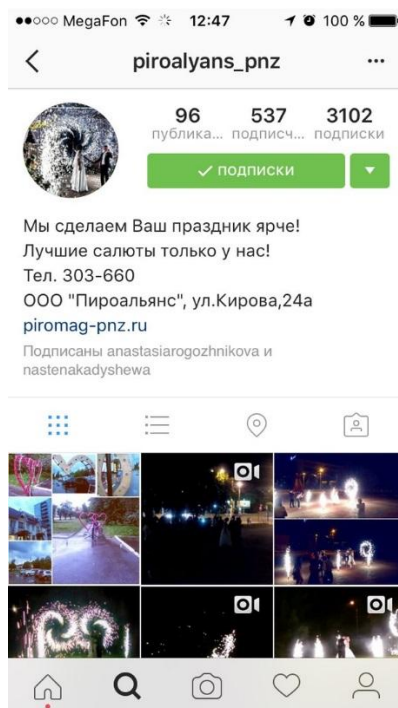 MegaFon 12:47 100 %
piroalyans_pnz
96 537 3102
публика... подписч... подписки
подписки
Мы сделаем Ваш праздник ярче!
Лучшие салюты только у нас!
Тел. 303-660
ООО "Пироальянс", ул.Кирова,24а
piromag-pnz.ru
Подписаны anastasiarogozhnikova и
nastenakadyshewa